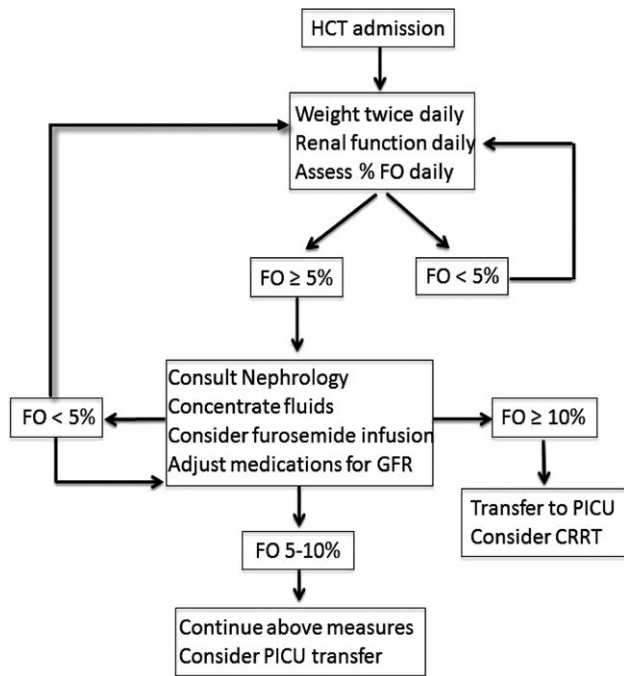 HCT admission
Weight twice daily
Renal function daily
Assess % FO daily
FO ≥ 5%
FO < 5%
Consult Nephrology
Concentrate fluids
Consider furosemide infusion
Adjust medications for GFR
FO < 5%
FO ≥ 10%
Transfer to PICU
Consider CRRT
FO 5-10%
Continue above measures
Consider PICU transfer